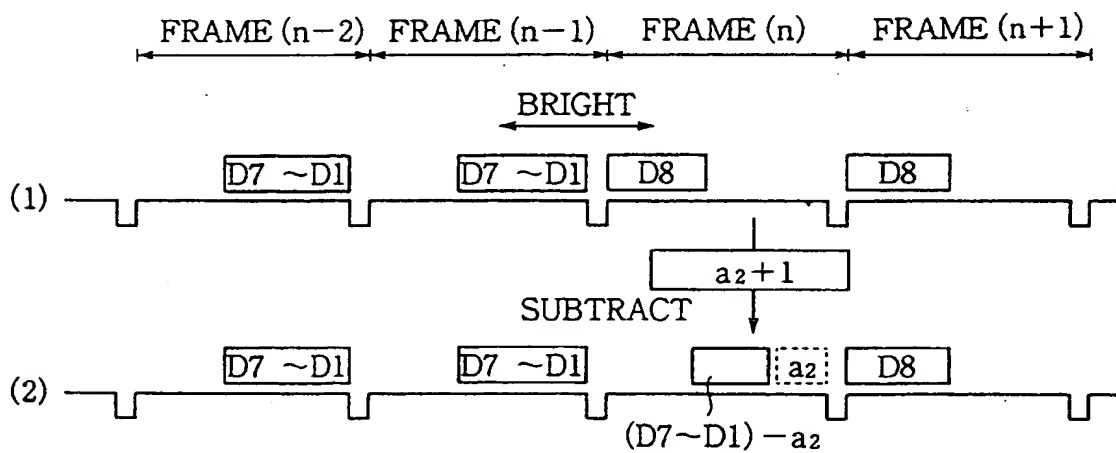 FRAME (n−2) FRAME (n−1) FRAME (n) FRAME (n+1)
BRIGHT
(1) D7 ~D1 D7 ~D1 D8 D8
a₂+1
SUBTRACT
(2) D7 ~D1 D7 ~D1 a₂ D8
(D7~D1) −a₂